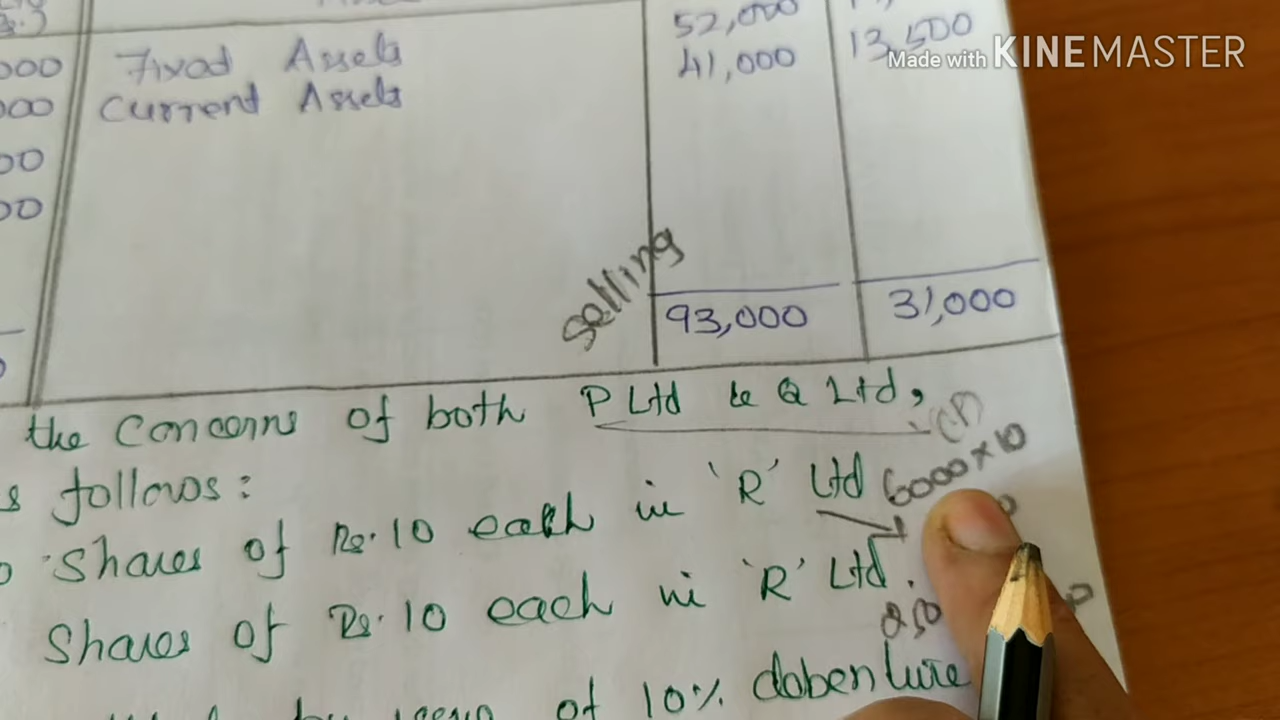 52,000
13,500
Made with KINEMASTER
000 Fixed Assets 41,000
000 Current Assets
00
00
Selling
93,000 31,000
the concerns of both P Ltd & Q Ltd,
s follows:
6000×10
Shares of Rs.10 each in 'R' Ltd
Shares of Rs.10 each in 'R' Ltd.
250
of 10% debenture